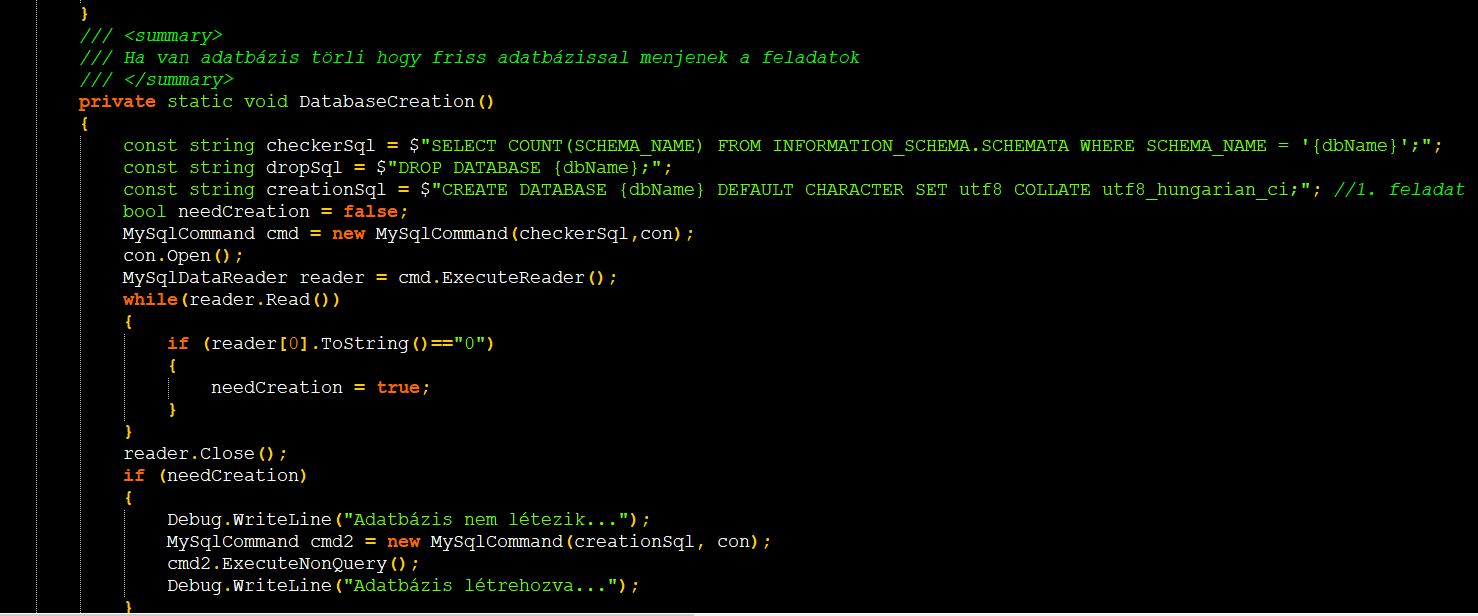 }
/// <summary>
/// Ha van adatbázis törli hogy friss adatbázissal menjenek a feladatok
/// </summary>
private static void DatabaseCreation()
{
const string checkerSql = $"SELECT COUNT(SCHEMA_NAME) FROM INFORMATION_SCHEMA.SCHEMATA WHERE SCHEMA_NAME = '{dbName}';";
const string dropSql = $"DROP DATABASE {dbName};";
const string creationSql = $"CREATE DATABASE {dbName} DEFAULT CHARACTER SET utf8 COLLATE utf8_hungarian_ci;"; //1. feladat
bool needCreation = false;
MySqlCommand cmd = new MySqlCommand(checkerSql,con);
con.Open();
MySqlDataReader reader = cmd.ExecuteReader();
while(reader.Read())
{
if (reader[0].ToString()=="0")
{
needCreation = true;
}
}
reader.Close();
if (needCreation)
{
Debug.WriteLine("Adatbázis nem létezik...");
MySqlCommand cmd2 = new MySqlCommand(creationSql, con);
cmd2.ExecuteNonQuery();
Debug.WriteLine("Adatbázis létrehozva...");
}